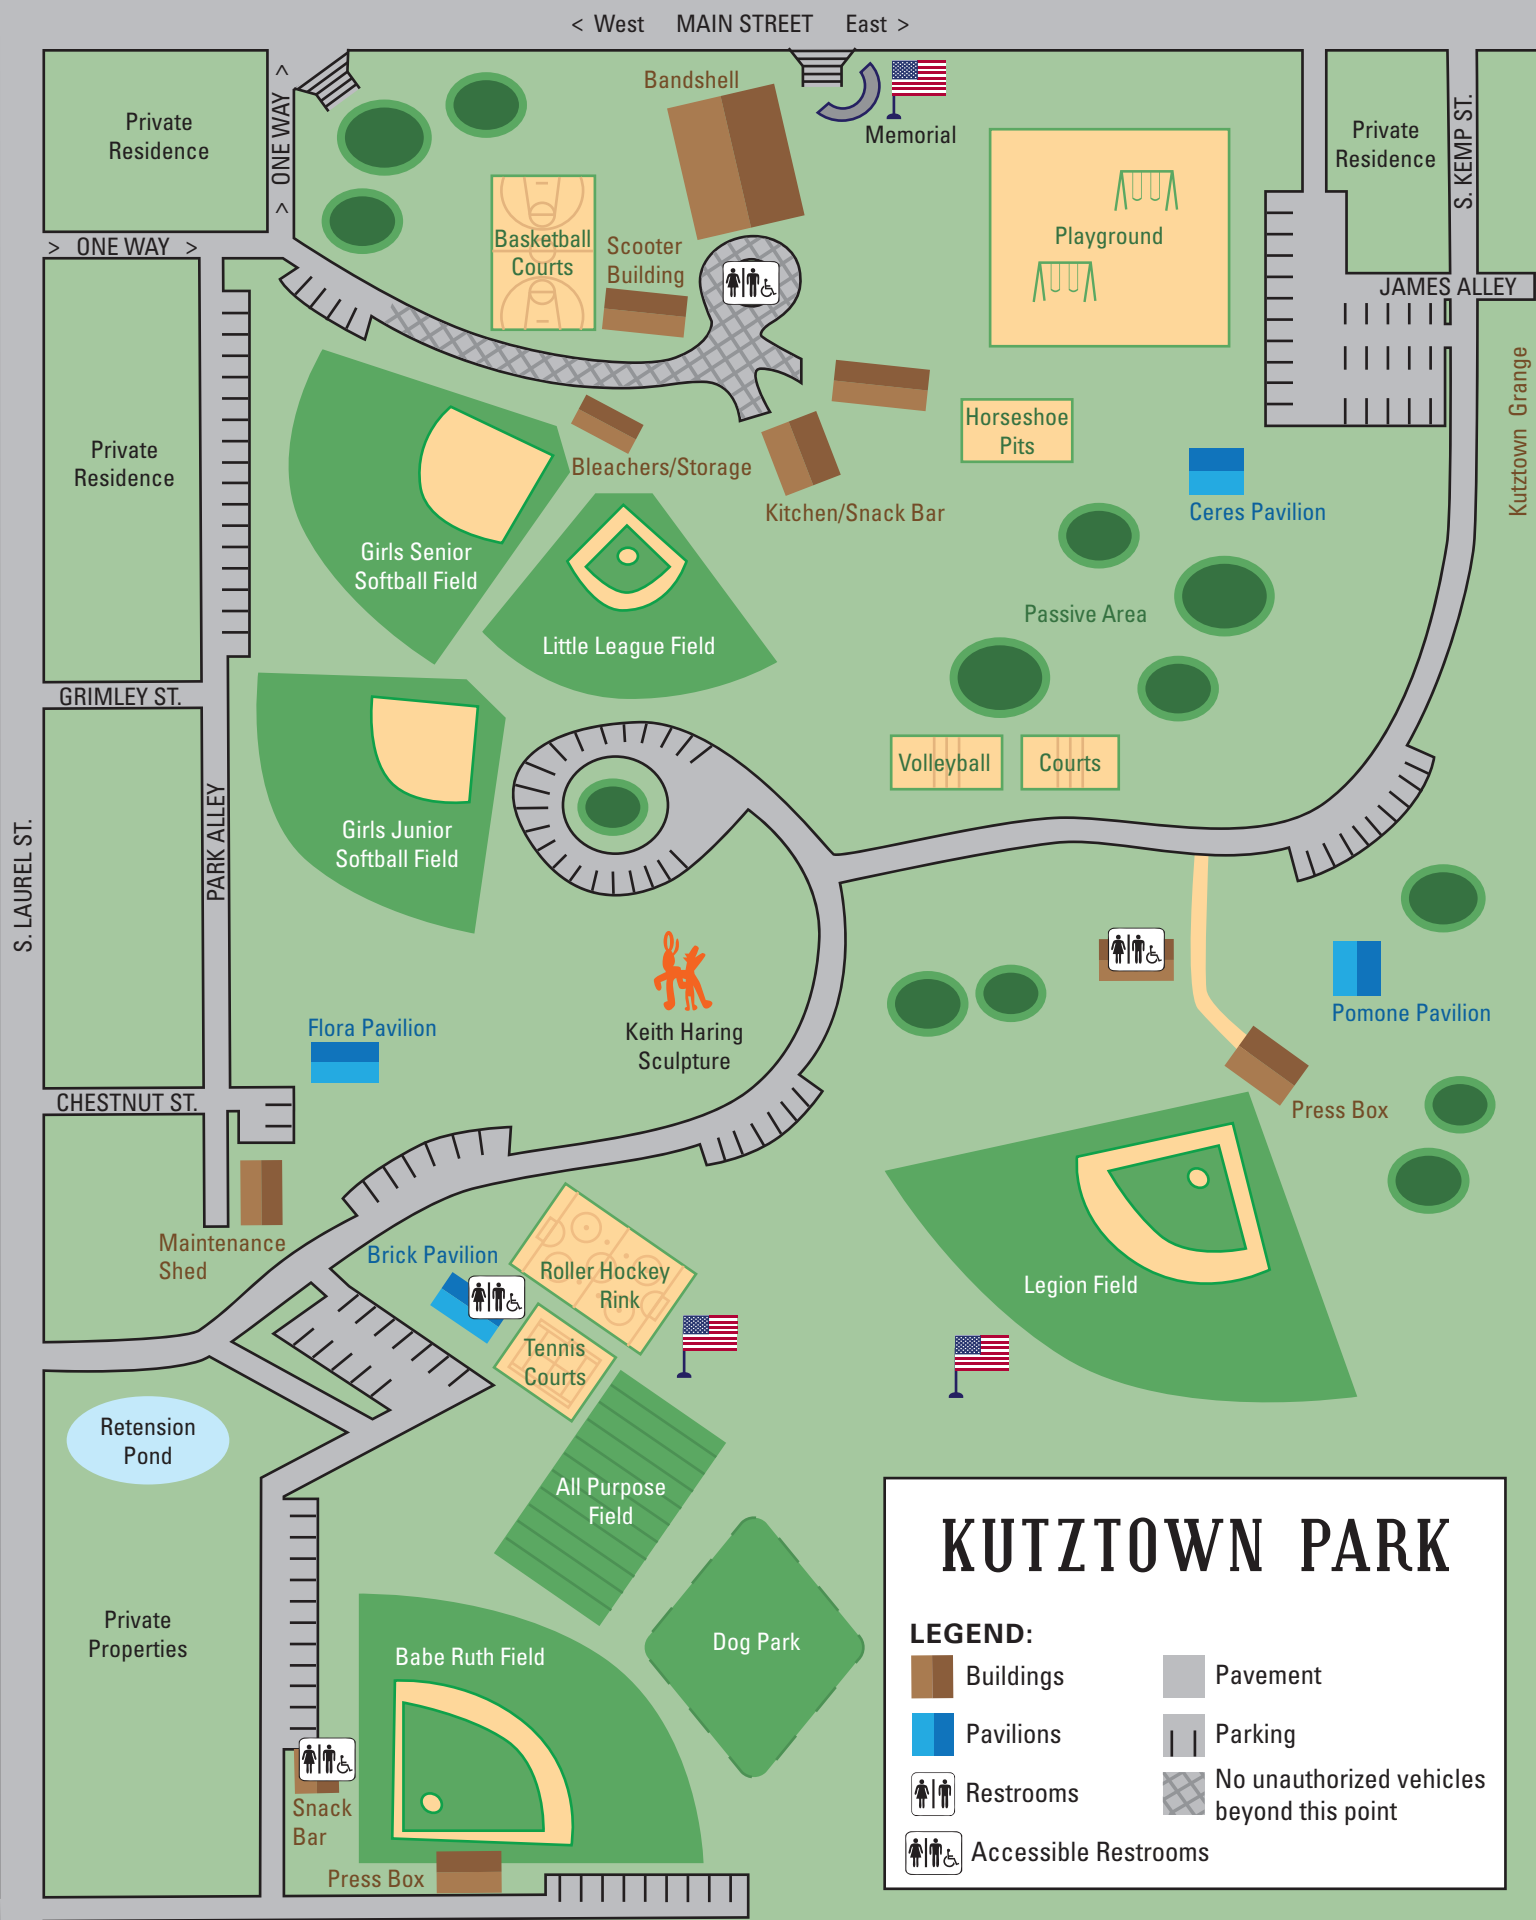 < West MAIN STREET East >
Private
Residence
ONE WAY
>
>
> ONE WAY >
Bandshell
Memorial
Private
Residence
S. KEMP ST.
Basketball
Courts
Scooter
Building
Playground
JAMES ALLEY
Kutztown Grange
Private
Residence
Horseshoe
Pits
Bleachers/Storage
Kitchen/Snack Bar
Ceres Pavilion
Girls Senior
Softball Field
Little League Field
Passive Area
GRIMLEY ST.
Volleyball
Courts
PARK ALLEY
S. LAUREL ST.
Girls Junior
Softball Field
Keith Haring
Sculpture
Flora Pavilion
Pomone Pavilion
CHESTNUT ST.
Press Box
Maintenance
Shed
Brick Pavilion
Roller Hockey
Rink
Legion Field
Tennis
Courts
Retension
Pond
All Purpose
Field
Private
Properties
Babe Ruth Field
Dog Park
Snack
Bar
Press Box
KUTZTOWN PARK
LEGEND:
Buildings
Pavement
Pavilions
Parking
Restrooms
No unauthorized vehicles
beyond this point
Accessible Restrooms